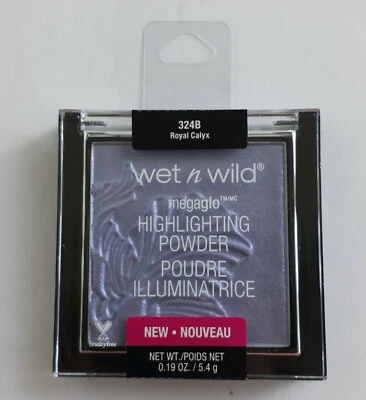 324B
Royal Calyx
wet n wild®
megaglo™/MC
HIGHLIGHTING
POWDER
POUDRE
ILLUMINATRICE
NEW • NOUVEAU
crueltyfree
NET WT./POIDS NET
0.19 OZ. / 5.4 g